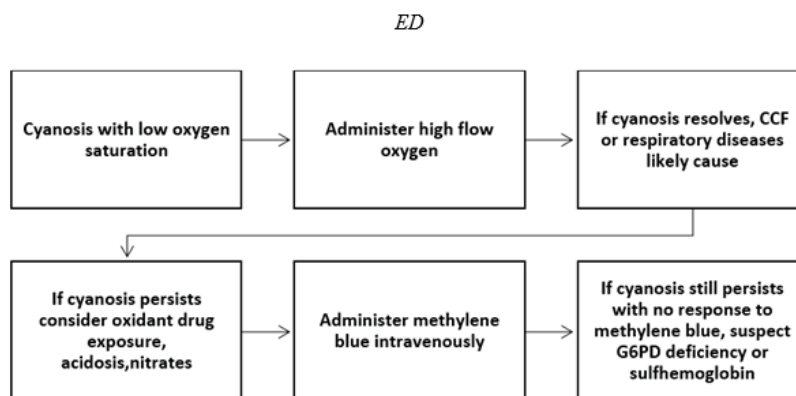 ED
Cyanosis with low oxygen
saturation
Administer high flow
oxygen
If cyanosis resolves, CCF
or respiratory diseases
likely cause
If cyanosis persists
consider oxidant drug
exposure,
acidosis,nitrates
Administer methylene
blue intravenously
If cyanosis still persists
with no response to
methylene blue, suspect
G6PD deficiency or
sulfhemoglobin